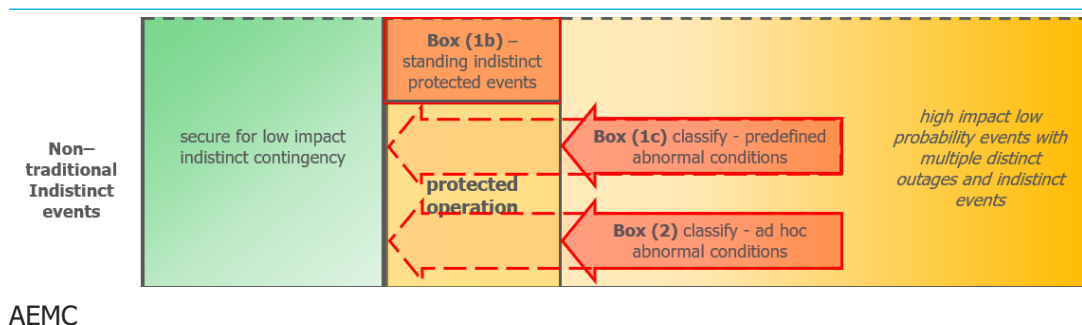 Non–
traditional
Indistinct
events
secure for low impact
indistinct contingency
Box (1b) –
standing indistinct
protected events
protected
operation
Box (1c) classify - predefined
abnormal conditions
Box (2) classify - ad hoc
abnormal conditions
high impact low
probability events with
multiple distinct
outages and indistinct
events
AEMC